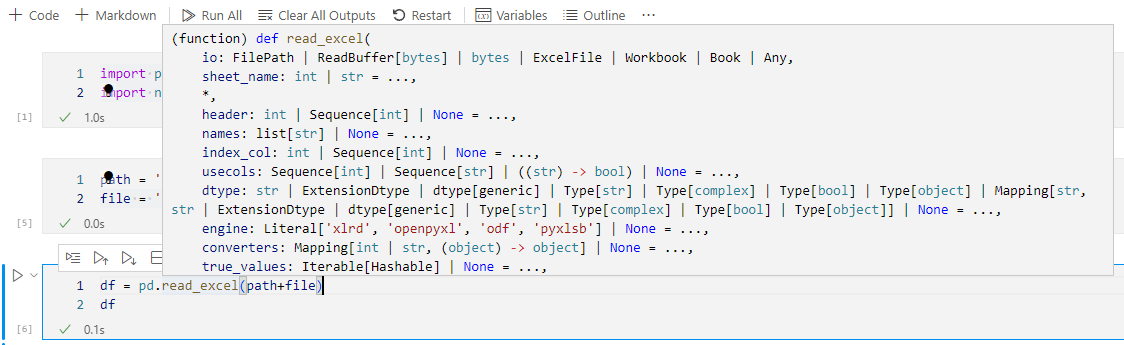 Code Markdown Run All Clear All Outputs Restart Variables Outline ...
(function) def read_excel(
io: FilePath | ReadBuffer[bytes] | bytes | ExcelFile | Workbook | Book | Any,
1 import p
sheet_name: int | str = ...,
2 import n
*,
[1] 1.0s
header: int | Sequence[int] | None = ...,
names: list[str] | None = ...,
index_col: int | Sequence[int] | None = ...,
usecols: Sequence[int] | Sequence[str] | ((str) -> bool) | None = ...,
1 path = '
dtype: str | ExtensionDtype | dtype[generic] | Type[str] | Type[complex] | Type[bool] | Type[object] | Mapping[str,
2 file = '
str | ExtensionDtype | dtype[generic] | Type[str] | Type[complex] | Type[bool] | Type[object]] | None = ...,
[5] 0.0s
engine: Literal['xlrd', 'openpyxl', 'odf', 'pyxlsb'] | None = ...,
converters: Mapping[int | str, (object) -> object] | None = ...,
true_values: Iterable[Hashable] | None = ...,
1 df = pd.read_excel(path+file)
2 df
[6] 0.1s